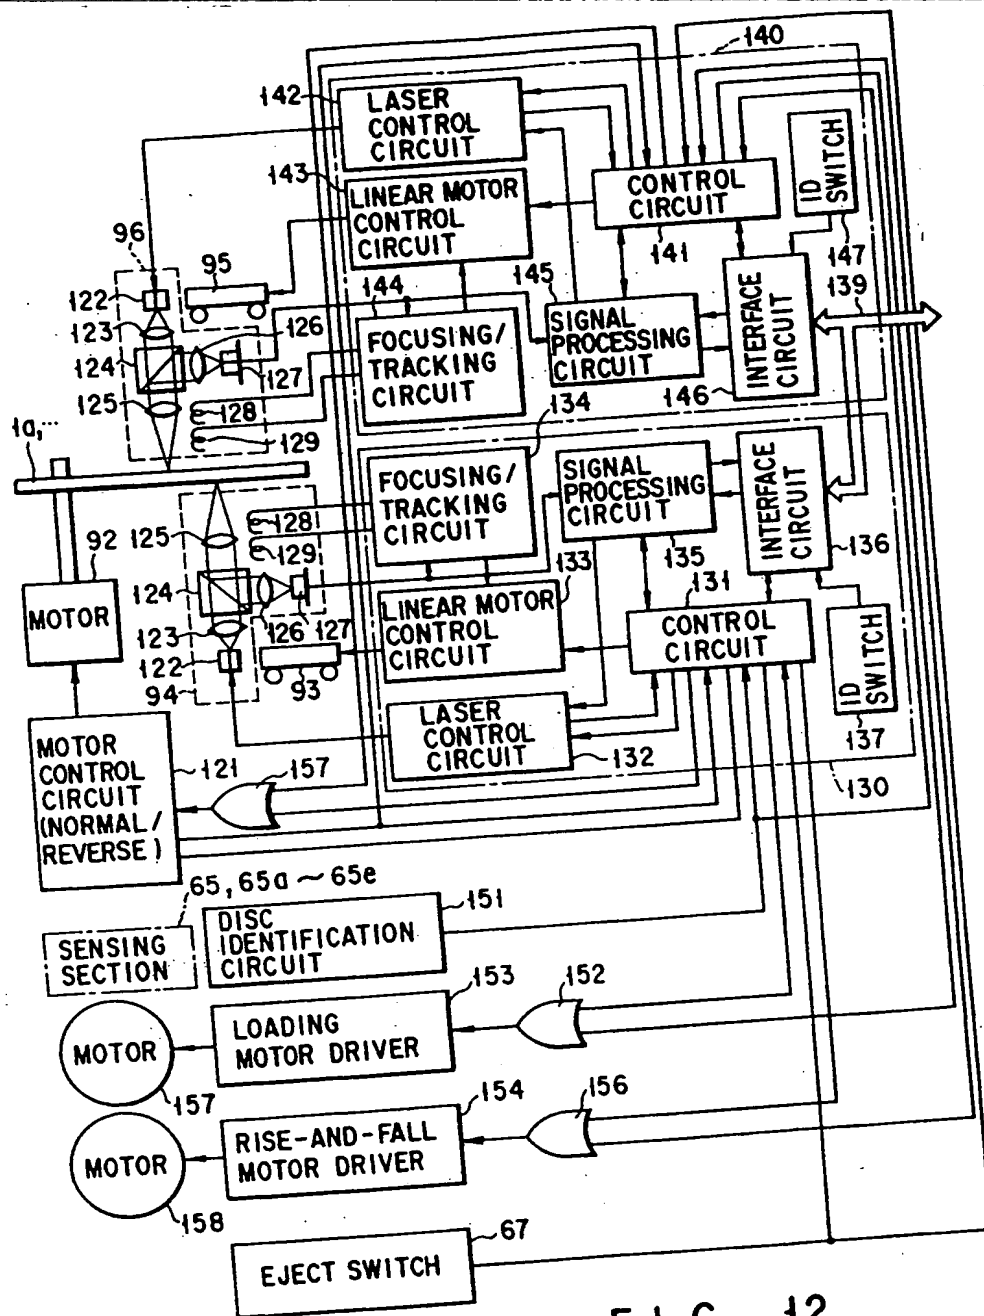 140
142
LASER
CONTROL
CIRCUIT
143
LINEAR MOTOR
CONTROL
CIRCUIT
CONTROL
CIRCUIT
141
ID
SWITCH
147
96
95
144
145
139
122
123
126
124
127
125
128
129
FOCUSING/
TRACKING
CIRCUIT
SIGNAL
PROCESSING
CIRCUIT
INTERFACE
CIRCUIT
146
134
1a,...
92
125
128
129
FOCUSING/
TRACKING
CIRCUIT
SIGNAL
PROCESSING
CIRCUIT
INTERFACE
CIRCUIT
133
135
136
131
124
123
126
127
122
93
94
MOTOR
LINEAR MOTOR
CONTROL
CIRCUIT
CONTROL
CIRCUIT
ID
SWITCH
137
LASER
CONTROL
CIRCUIT
132
130
MOTOR
CONTROL
CIRCUIT
(NORMAL/
REVERSE)
121
157
65, 65a ~ 65e
SENSING
SECTION
DISC
IDENTIFICATION
CIRCUIT
151
153
152
MOTOR
LOADING
MOTOR DRIVER
157
154
156
MOTOR
RISE-AND-FALL
MOTOR DRIVER
158
67
EJECT SWITCH
FIG. 12